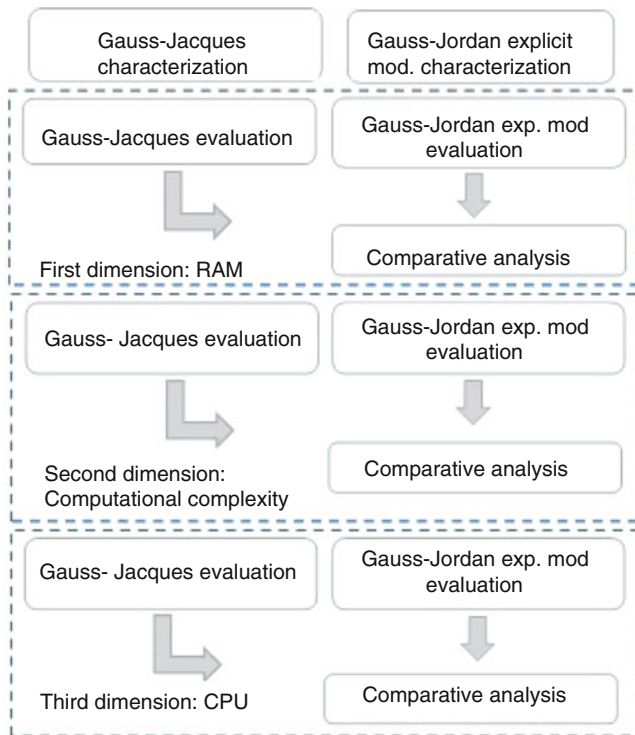 Gauss-Jacques
characterization
Gauss-Jordan explicit
mod. characterization
Gauss-Jacques evaluation
Gauss-Jordan exp. mod
evaluation
Comparative analysis
First dimension: RAM
Gauss- Jacques evaluation
Gauss-Jordan exp. mod
evaluation
Comparative analysis
Second dimension:
Computational complexity
Gauss- Jacques evaluation
Gauss-Jordan exp. mod
evaluation
Comparative analysis
Third dimension: CPU